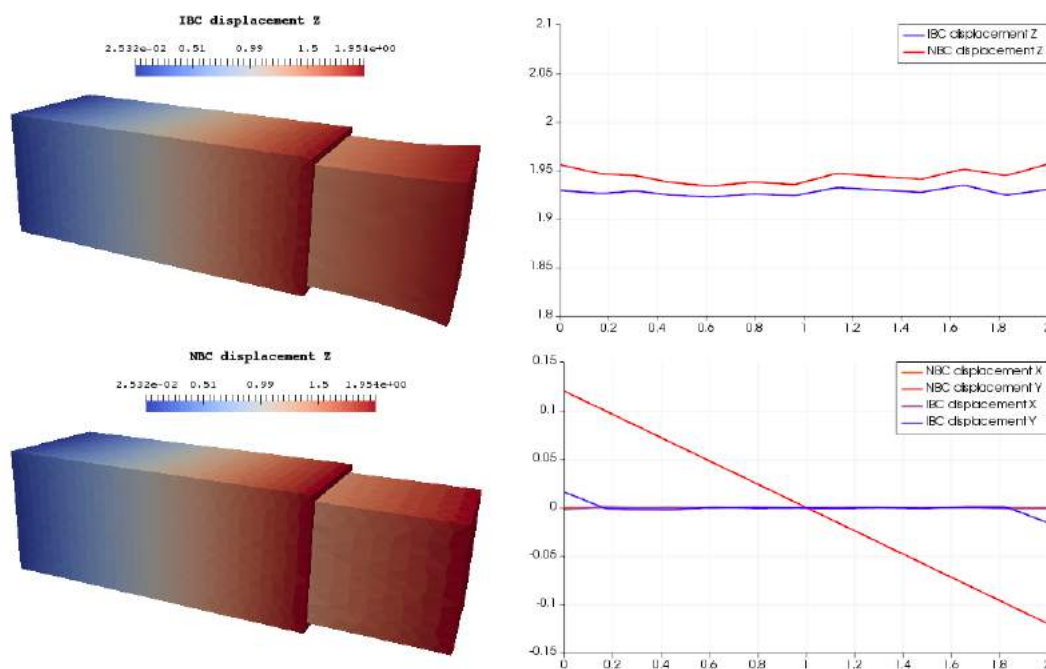 IBC displacement Z
2.532e-02 0.51 0.99 1.5 1.954e+00
2.1
2.05
2
1.95
1.9
1.85
1.8
0 0.2 0.4 0.6 0.8 1 1.2 1.4 1.6 1.8
IBC displacement Z
NBC displacement Z
NBC displacement Z
2.532e-02 0.51 0.99 1.5 1.954e+00
0.15
0.1
0.05
0
-0.05
-0.1
-0.15
0 0.2 0.4 0.6 0.8 1 1.2 1.4 1.6 1.8
NBC displacement X
NBC displacement Y
IBC displacement X
IBC displacement Y